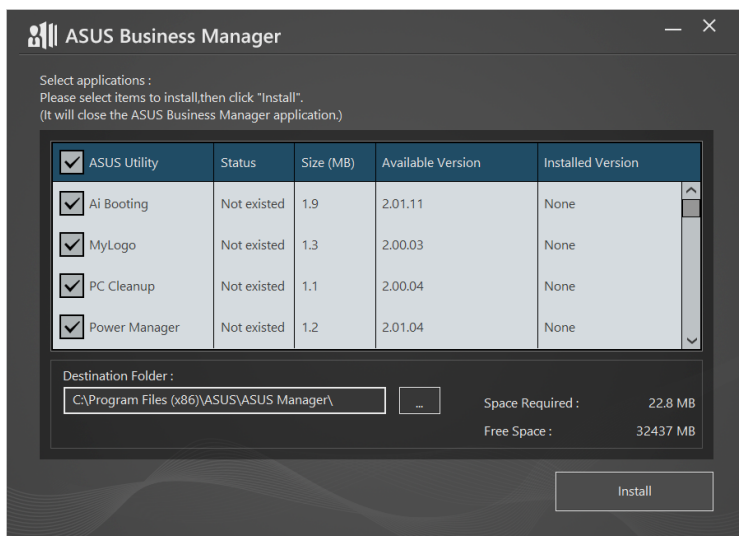 ASUS Business Manager
Select applications :
Please select items to install,then click "Install".
(It will close the ASUS Business Manager application.)
ASUS Utility Status Size (MB) Available Version Installed Version
Ai Booting Not existed 1.9 2.01.11 None
MyLogo Not existed 1.3 2.00.03 None
PC Cleanup Not existed 1.1 2.00.04 None
Power Manager Not existed 1.2 2.01.04 None
Destination Folder :
C:\Program Files (x86)\ASUS\ASUS Manager\ ...
Space Required : 22.8 MB
Free Space : 32437 MB
Install